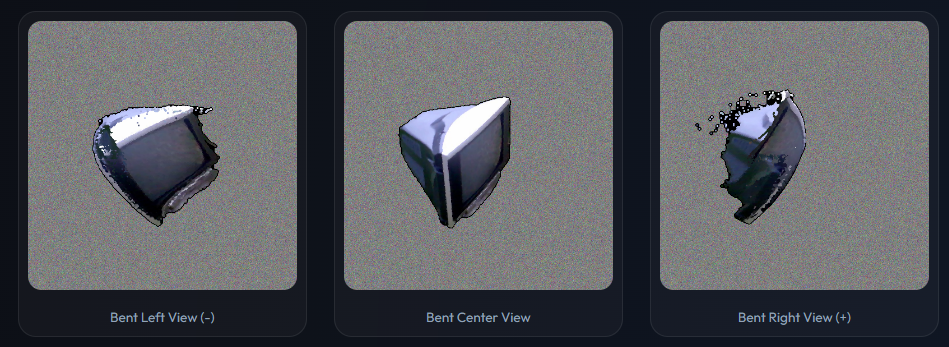 Bent Left View (-)
Bent Center View
Bent Right View (+)